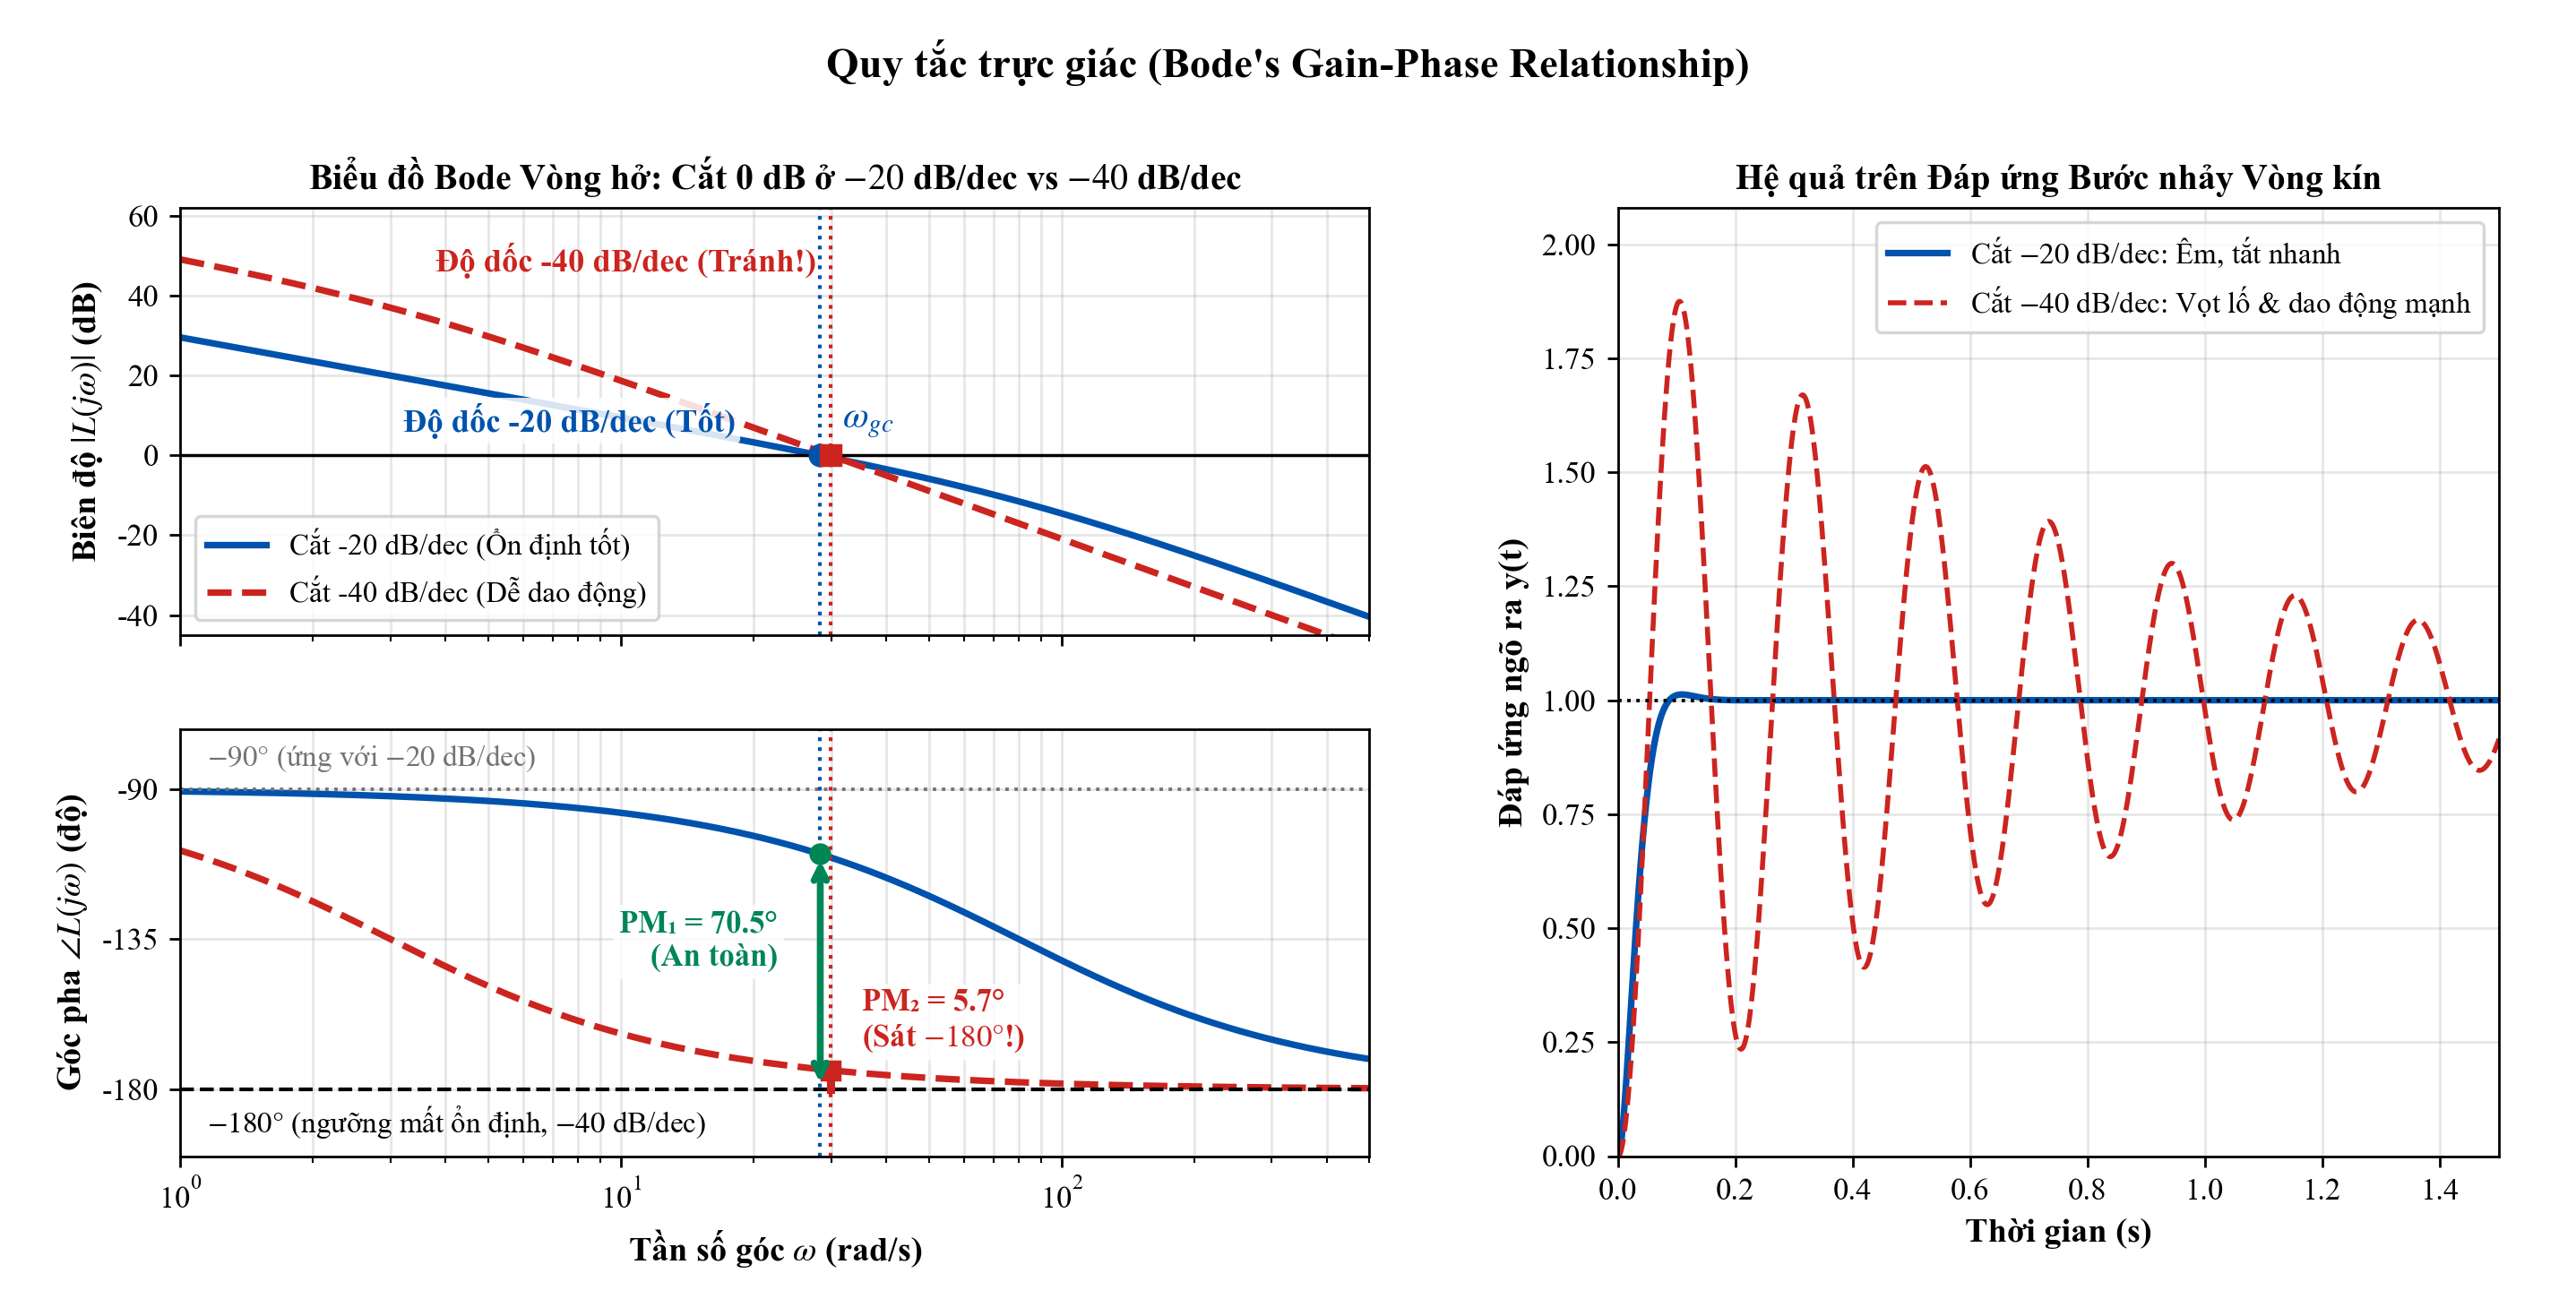 Quy tắc trực giác (Bode's Gain-Phase Relationship)
Biểu đồ Bode Vòng hở: Cắt 0 dB ở −20 dB/dec vs −40 dB/dec
Biên độ |L(jω)| (dB)
60
40
20
0
-20
-40
Độ dốc -40 dB/dec (Tránh!)
Độ dốc -20 dB/dec (Tốt)
ωgc
Cắt -20 dB/dec (Ổn định tốt)
Cắt -40 dB/dec (Dễ dao động)
Góc pha ∠L(jω) (độ)
-90
-135
-180
−90° (ứng với −20 dB/dec)
PM₁ = 70.5°
(An toàn)
PM₂ = 5.7°
(Sát −180°!)
−180° (ngưỡng mất ổn định, −40 dB/dec)
10⁰ 10¹ 10²
Tần số góc ω (rad/s)
Hệ quả trên Đáp ứng Bước nhảy Vòng kín
Đáp ứng ngõ ra y(t)
2.00
1.75
1.50
1.25
1.00
0.75
0.50
0.25
0.00
Cắt −20 dB/dec: Êm, tắt nhanh
Cắt −40 dB/dec: Vọt lố & dao động mạnh
0.0 0.2 0.4 0.6 0.8 1.0 1.2 1.4
Thời gian (s)